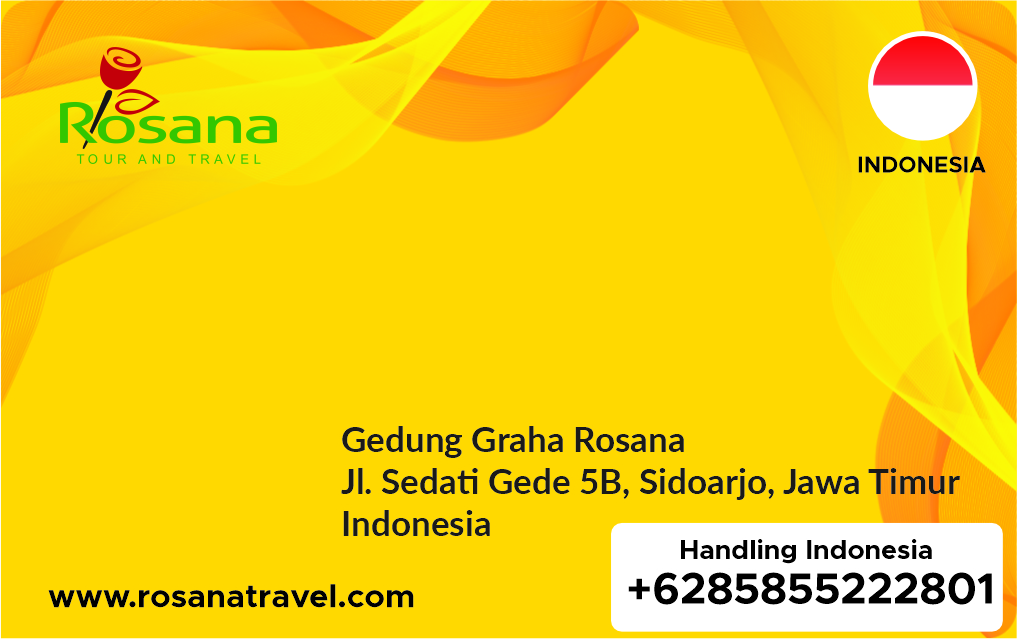 Rosana
TOUR AND TRAVEL
INDONESIA
Gedung Graha Rosana
Jl. Sedati Gede 5B, Sidoarjo, Jawa Timur
Indonesia
Handling Indonesia
+6285855222801
www.rosanatravel.com